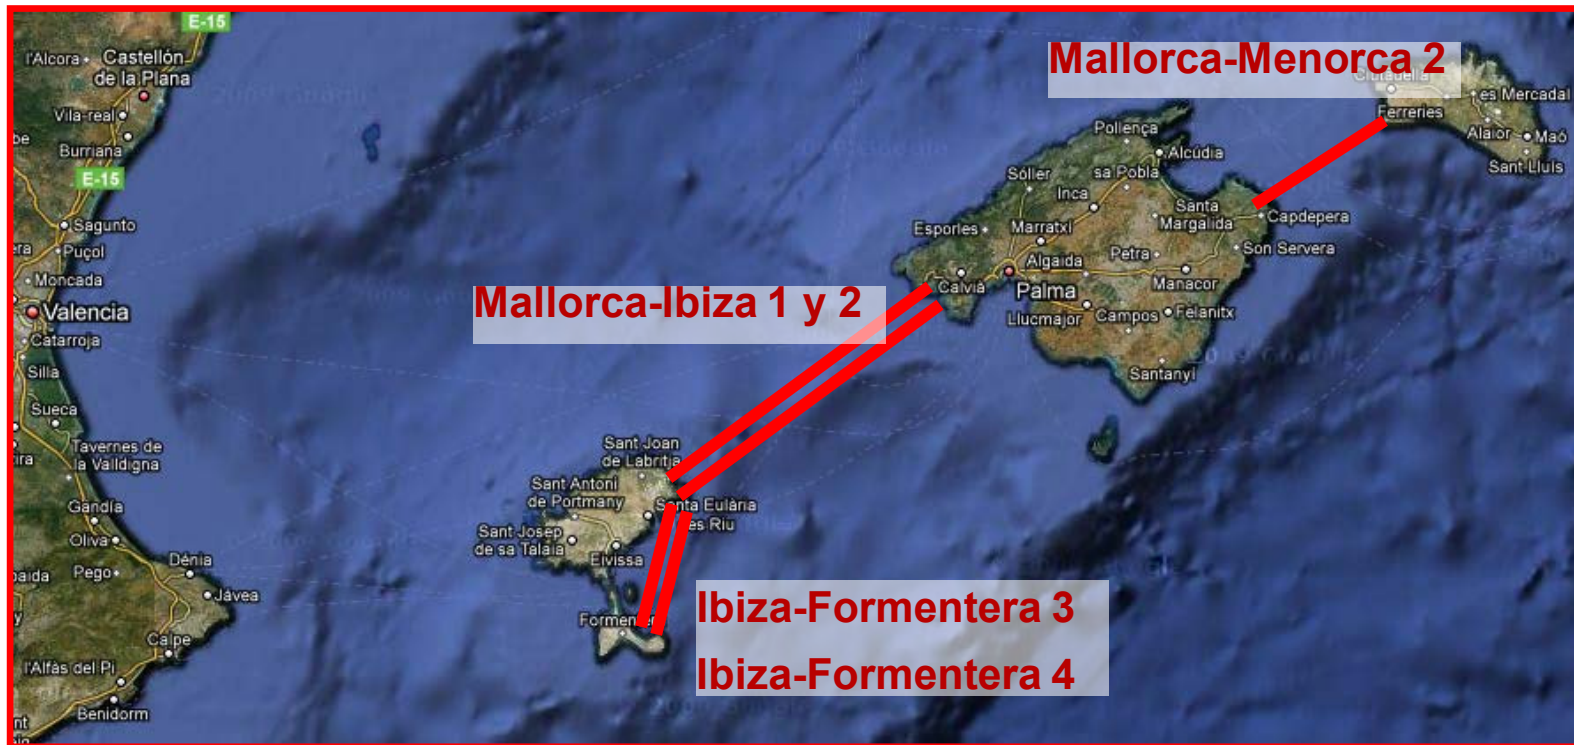 E-15
l'Alcora
Castellón
de la Plana
Vila-real
Burriana
E-15
Sagunto
Puçol
Moncada
Valencia
Catarroja
Silla
Sueca
Tavernes de
la Valldigna
Gandía
Oliva
Pego
Dénia
Jávea
Calpe
l'Alfàs del Pi
Benidorm
Mallorca-Menorca 2
Ciutadella
es Mercadal
Ferreries
Alaior
Maó
Sant Lluís
Pollença
Alcúdia
Sóller
sa Pobla
Inca
Santa
Margalida
Capdepera
Esporles
Marratxí
Petra
Son Servera
Algaida
Calvià
Palma
Manacor
Llucmajor
Campos
Felanitx
Santanyí
Mallorca-Ibiza 1 y 2
Sant Joan
de Labritja
Sant Antoni
de Portmany
Santa Eulària
des Riu
Sant Josep
de sa Talaia
Eivissa
Formentera
Ibiza-Formentera 3
Ibiza-Formentera 4